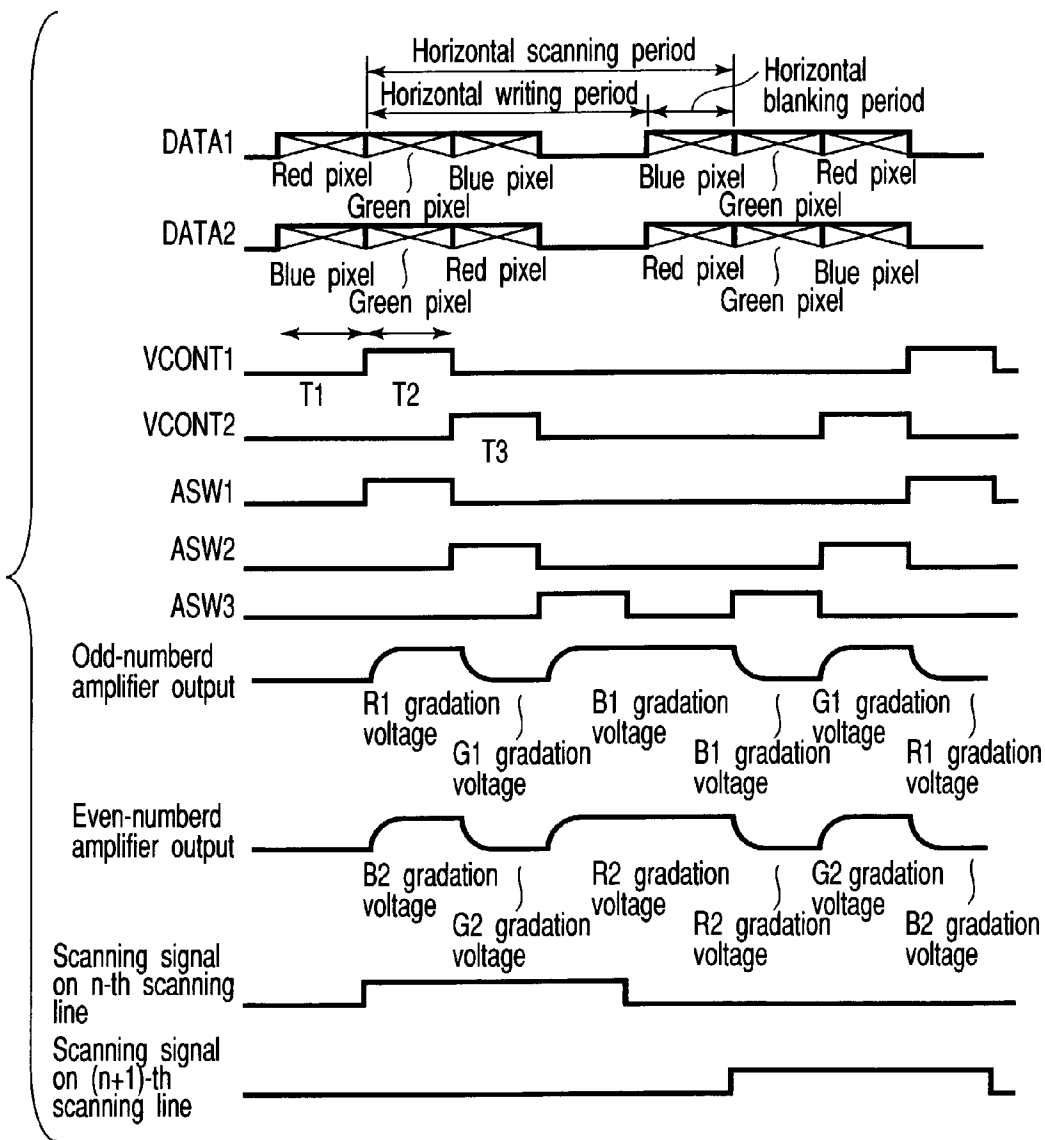 Horizontal scanning period
Horizontal writing period
Horizontal
blanking period
DATA1
Red pixel
Green pixel
Blue pixel
Blue pixel
Green pixel
Red pixel
DATA2
Blue pixel
Green pixel
Red pixel
Red pixel
Green pixel
Blue pixel
VCONT1
T1
T2
VCONT2
T3
ASW1
ASW2
ASW3
Odd-numberd
amplifier output
R1 gradation
voltage
G1 gradation
voltage
B1 gradation
voltage
B1 gradation
voltage
G1 gradation
voltage
R1 gradation
voltage
Even-numberd
amplifier output
B2 gradation
voltage
G2 gradation
voltage
R2 gradation
voltage
R2 gradation
voltage
G2 gradation
voltage
B2 gradation
voltage
Scanning signal
on n-th scanning
line
Scanning signal
on (n+1)-th
scanning line